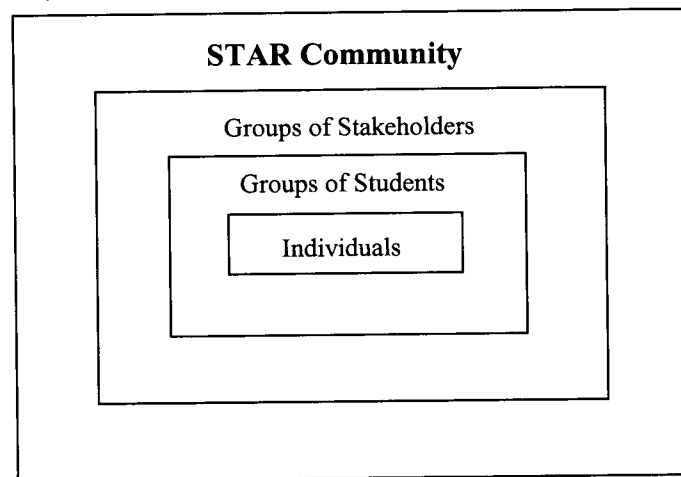 STAR Community
Groups of Stakeholders
Groups of Students
Individuals